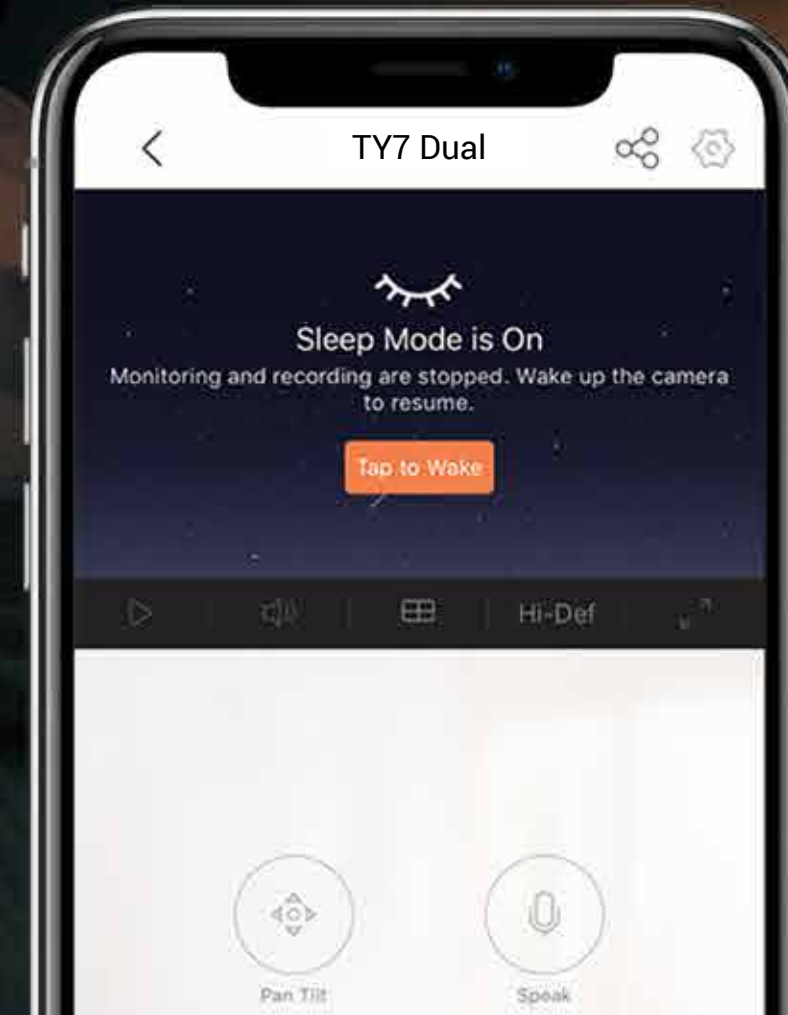 TY7 Dual
Sleep Mode is On
Monitoring and recording are stopped. Wake up the camera
to resume.
Tap to Wake
Hi-Def
Pan Tilt
Speak